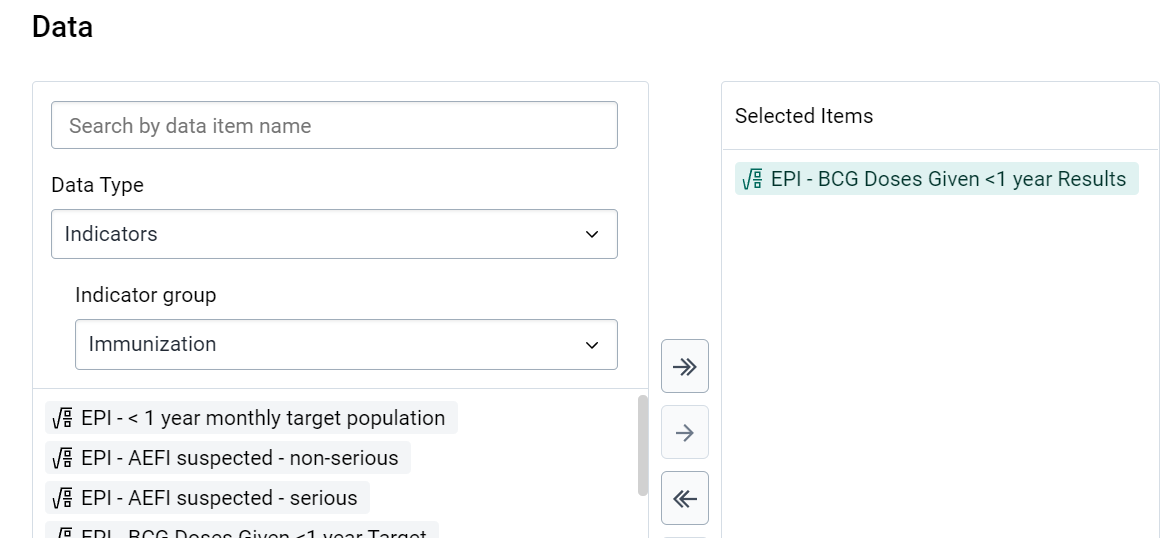 Data
Search by data item name
Data Type
Indicators
Indicator group
Immunization
EPI - < 1 year monthly target population
EPI - AEFI suspected - non-serious
EPI - AEFI suspected - serious
EPI - BCG Doses Given <1 year Target
Selected Items
EPI - BCG Doses Given <1 year Results